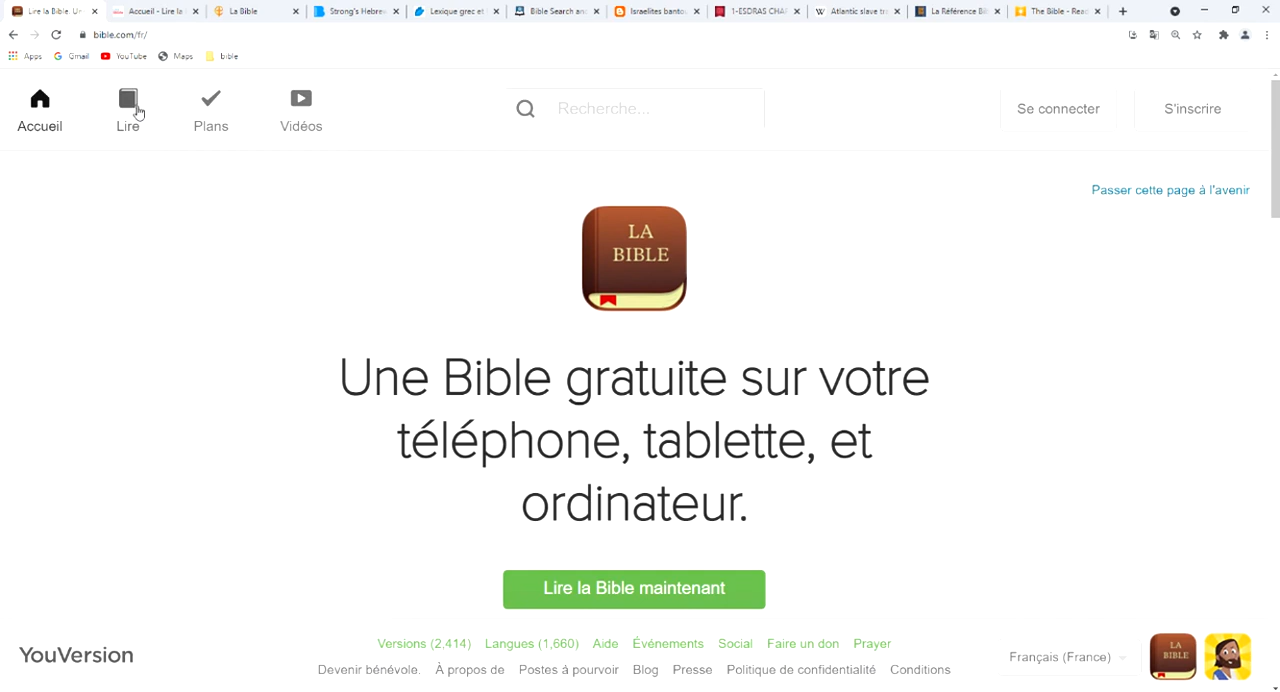 Lire la Bible. Un
Accueil - Lire la
La Bible
Strong's Hebrew
Lexique grec et
Bible Search and
Israelites bantou
1-ESDRAS CHAP
Atlantic slave tra
La Référence Bib
The Bible - Read
bible.com/fr/
Apps
Gmail
YouTube
Maps
bible
Accueil
Lire
Plans
Vidéos
Recherche...
Se connecter
S'inscrire
Passer cette page à l'avenir
LA
BIBLE
Une Bible gratuite sur votre
téléphone, tablette, et
ordinateur.
Lire la Bible maintenant
YouVersion
Versions (2,414) Langues (1,660) Aide Événements Social Faire un don Prayer
Devenir bénévole. À propos de Postes à pourvoir Blog Presse Politique de confidentialité Conditions
Français (France)
LA
BIBLE